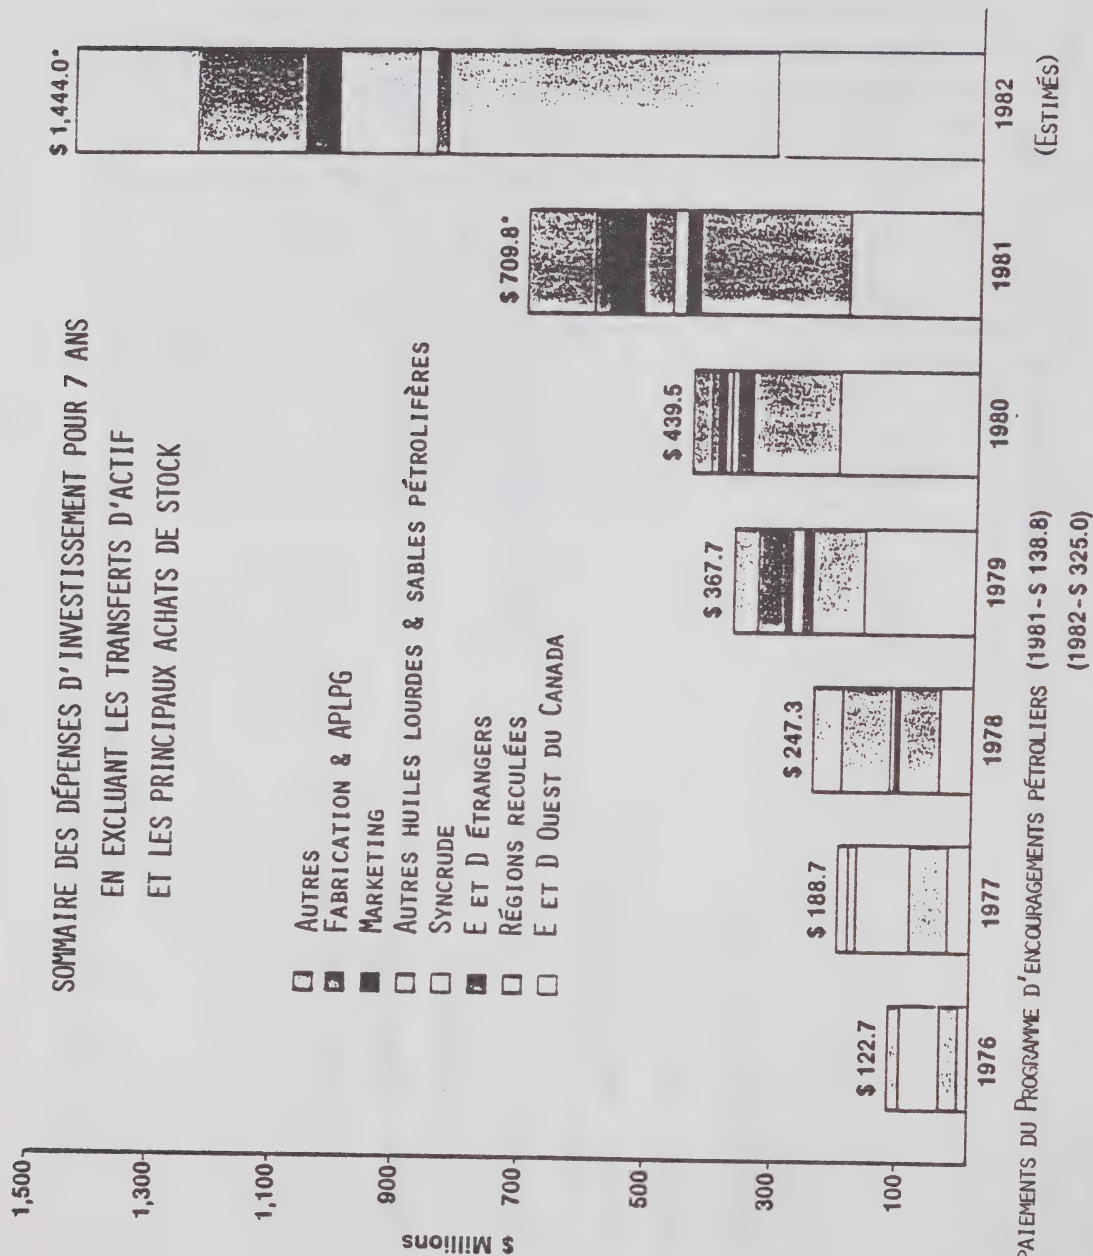 SOMMAIRE DES DÉPENSES D'INVESTISSEMENT POUR 7 ANS
EN EXCLUANT LES TRANSFERTS D'ACTIF
ET LES PRINCIPAUX ACHATS DE STOCK
AUTRES
FABRICATION & APLPG
MARKETING
AUTRES HUILES LOURDES & SABLES PÉTROLIFÈRES
SYNCRUDE
E ET D ÉTRANGERS
RÉGIONS RECULÉES
E ET D OUEST DU CANADA
$ Millions
1,500
1,300
1,100
900
700
500
300
100
$ 122.7
$ 188.7
$ 247.3
$ 367.7
$ 439.5
$ 709.8*
$ 1,444.0*
1976
1977
1978
1979
1980
1981
1982
(ESTIMÉS)
PAIEMENTS DU PROGRAMME D'ENCOURAGEMENTS PÉTROLIERS (1981-$ 138.8)
(1982-$ 325.0)